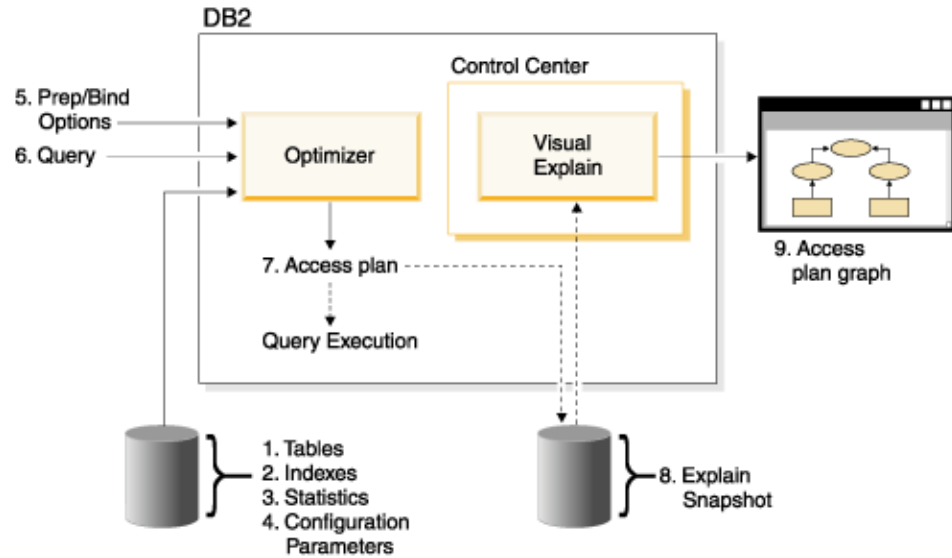 DB2
Control Center
5. Prep/Bind
Options
6. Query
Optimizer
Visual
Explain
9. Access
plan graph
7. Access plan
Query Execution
1. Tables
2. Indexes
3. Statistics
4. Configuration
Parameters
8. Explain
Snapshot